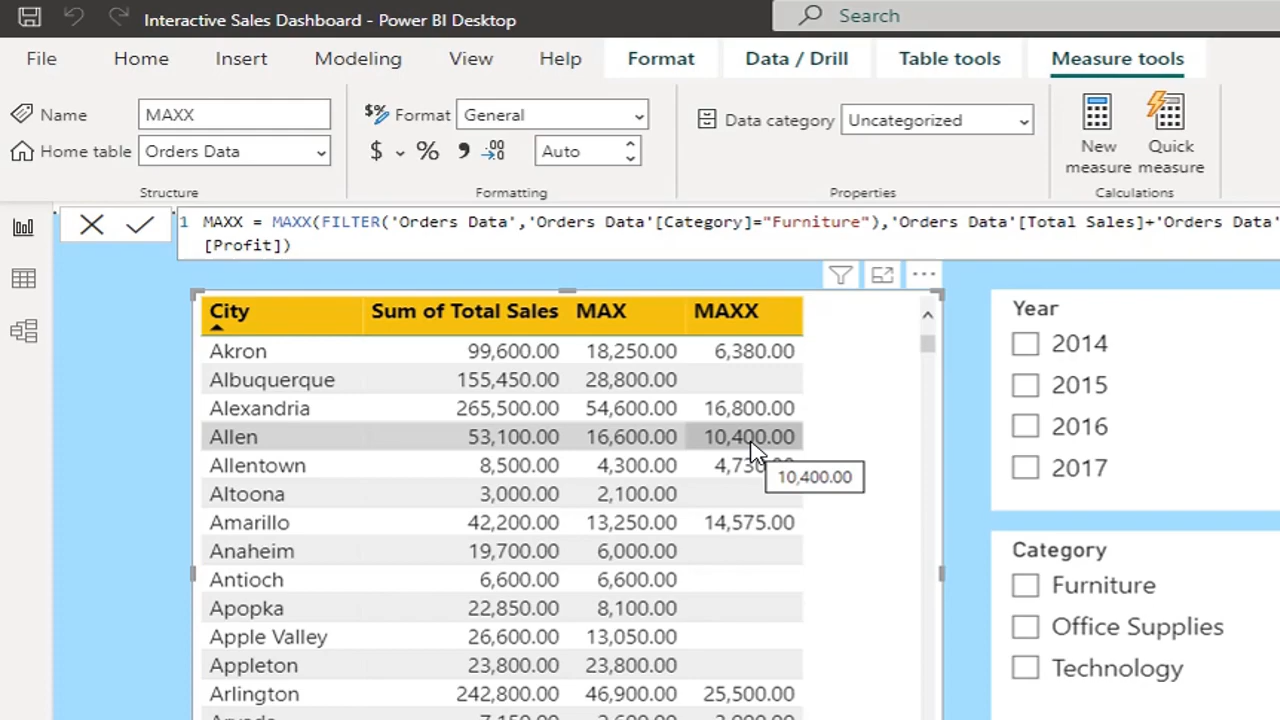 Interactive Sales Dashboard - Power BI Desktop
Search
File Home Insert Modeling View Help Format Data / Drill Table tools Measure tools
Name MAXX $% Format General Data category Uncategorized New measure Quick measure
Home table Orders Data $ % 9 .00 Auto
Structure Formatting Properties Calculations
1 MAXX = MAXX(FILTER('Orders Data','Orders Data'[Category]="Furniture"),'Orders Data'[Total Sales]+'Orders Data'
[Profit])
City Sum of Total Sales MAX MAXX
Akron 99,600.00 18,250.00 6,380.00
Albuquerque 155,450.00 28,800.00
Alexandria 265,500.00 54,600.00 16,800.00
Allen 53,100.00 16,600.00 10,400.00
Allentown 8,500.00 4,300.00
10,400.00
Altoona 3,000.00 2,100.00
Amarillo 42,200.00 13,250.00 14,575.00
Anaheim 19,700.00 6,000.00
Antioch 6,600.00 6,600.00
Apopka 22,850.00 8,100.00
Apple Valley 26,600.00 13,050.00
Appleton 23,800.00 23,800.00
Arlington 242,800.00 46,900.00 25,500.00
Year
2014
2015
2016
2017
Category
Furniture
Office Supplies
Technology